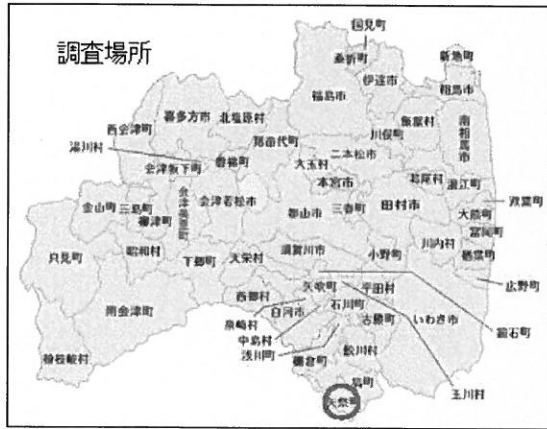 調査場所
国見町
桑折町
伊達市
新地町
相馬市
福島市
飯舘村
南相馬市
川俣町
喜多方市
北塩原村
西会津町
湯川村
猪苗代町
磐梯町
会津坂下町
大玉村
二本松市
本宮市
葛尾村
浪江町
双葉町
大熊町
富岡町
楢葉町
広野町
金山町
三島町
柳津町
会津美里町
会津若松市
郡山市
三春町
田村市
川内村
只見町
昭和村
下郷町
天栄村
須賀川市
小野町
鏡石町
南会津町
西郷村
矢吹町
平田村
泉崎村
白河市
石川町
いわき市
中島村
古殿町
玉川村
浅川町
棚倉町
鮫川村
檜枝岐村
塙町
矢祭町